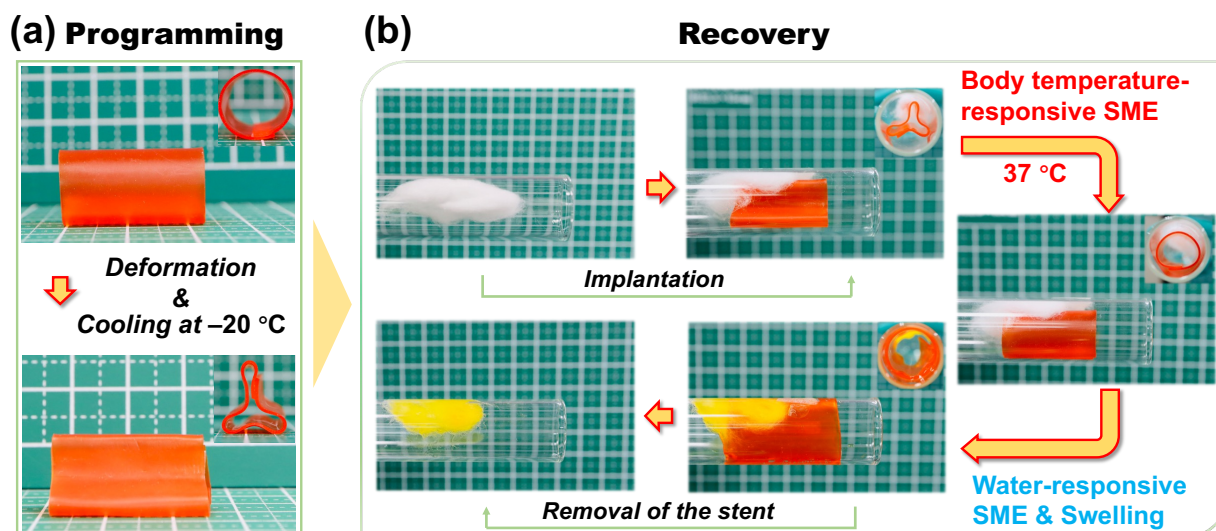 (a) Programming
Deformation
&
Cooling at –20 °C
(b)
Recovery
Implantation
Body temperature-
responsive SME
37 °C
Water-responsive
SME & Swelling
Removal of the stent